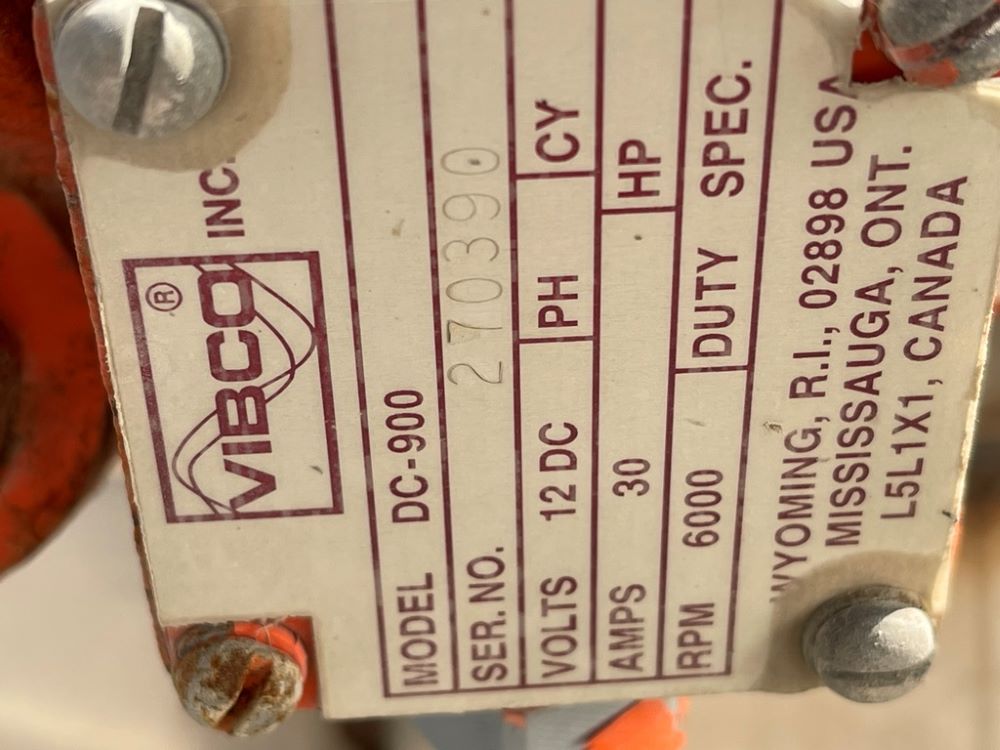 VIBCO® INC.
MODEL DC-900
SER. NO. 270390
VOLTS 12 DC PH CY
AMPS 30 HP
RPM 6000 DUTY SPEC.
WYOMING, R.I., 02898 USA
MISSISSAUGA, ONT.
L5L1X1, CANADA